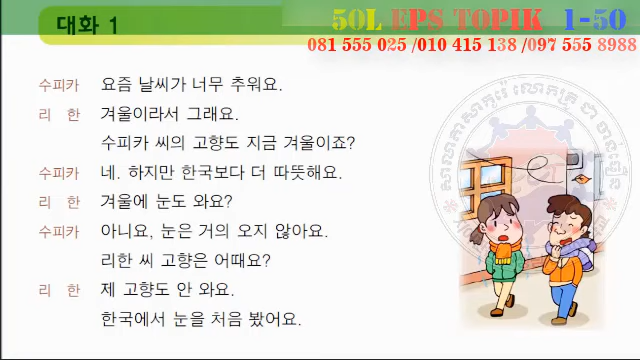 대화 1
50L EPS TOPIK 1-50
081 555 025 /010 415 138 /097 555 8988
수피카 요즘 날씨가 너무 추워요.
리 한 겨울이라서 그래요.
수피카 씨의 고향도 지금 겨울이죠?
수피카 네. 하지만 한국보다 더 따뜻해요.
리 한 겨울에 눈도 와요?
수피카 아니요, 눈은 거의 오지 않아요.
리한 씨 고향은 어때요?
리 한 제 고향도 안 와요.
한국에서 눈을 처음 봤어요.